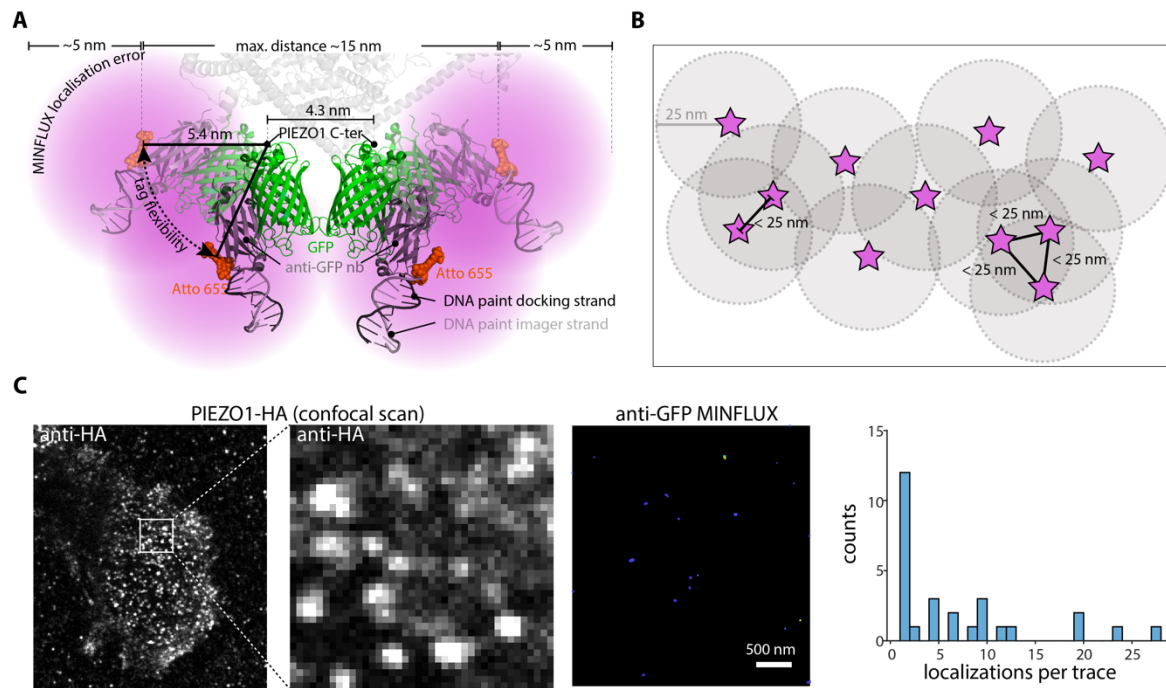 A
~5 nm
max. distance ~15 nm
~5 nm
MINFLUX localisation error
4.3 nm
5.4 nm
PIEZO1 C-ter
tag flexibility
GFP
anti-GFP nb
Atto 655
Atto 655
DNA paint docking strand
DNA paint imager strand
B
25 nm
< 25 nm
< 25 nm
< 25 nm
< 25 nm
C
PIEZO1-HA (confocal scan)
anti-HA
anti-HA
anti-GFP MINFLUX
500 nm
15
10
5
0
counts
0 5 10 15 20 25
localizations per trace